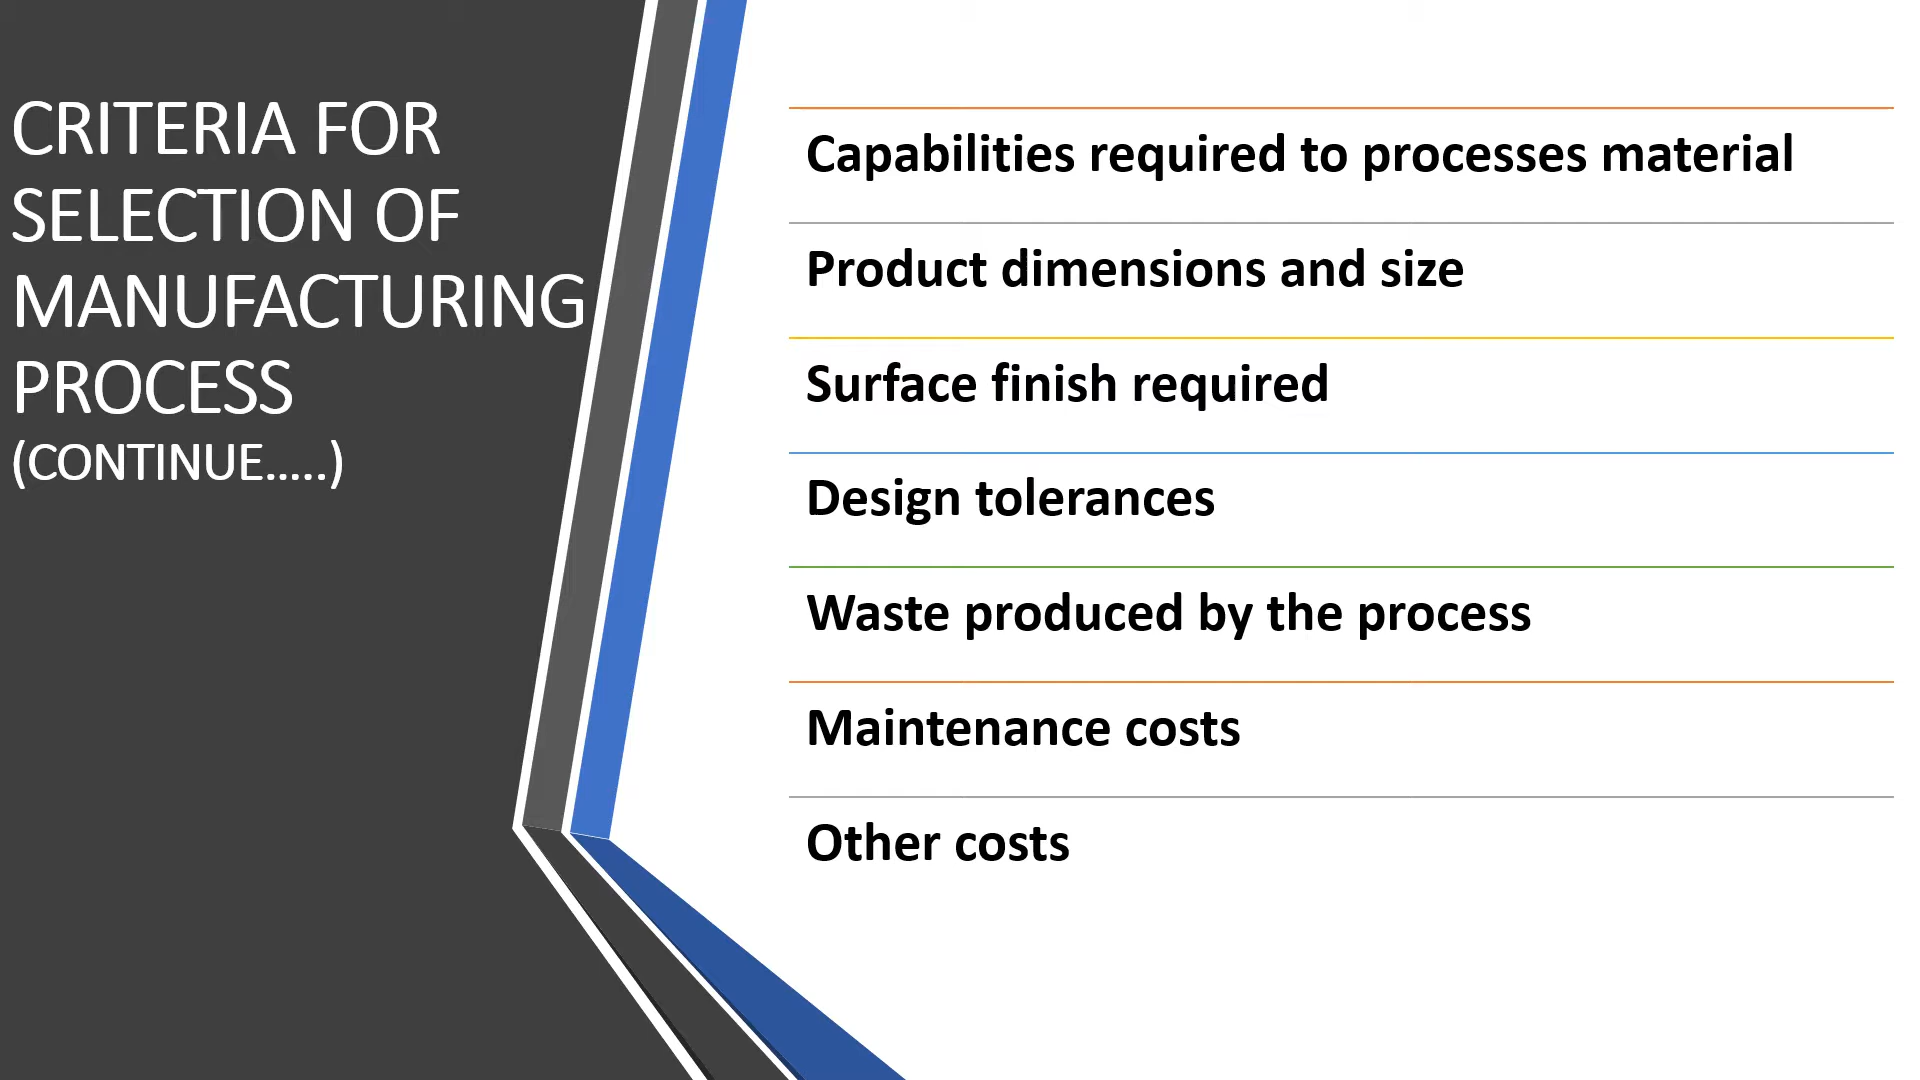 CRITERIA FOR
SELECTION OF
MANUFACTURING
PROCESS
(CONTINUE.....)
Capabilities required to processes material
Product dimensions and size
Surface finish required
Design tolerances
Waste produced by the process
Maintenance costs
Other costs